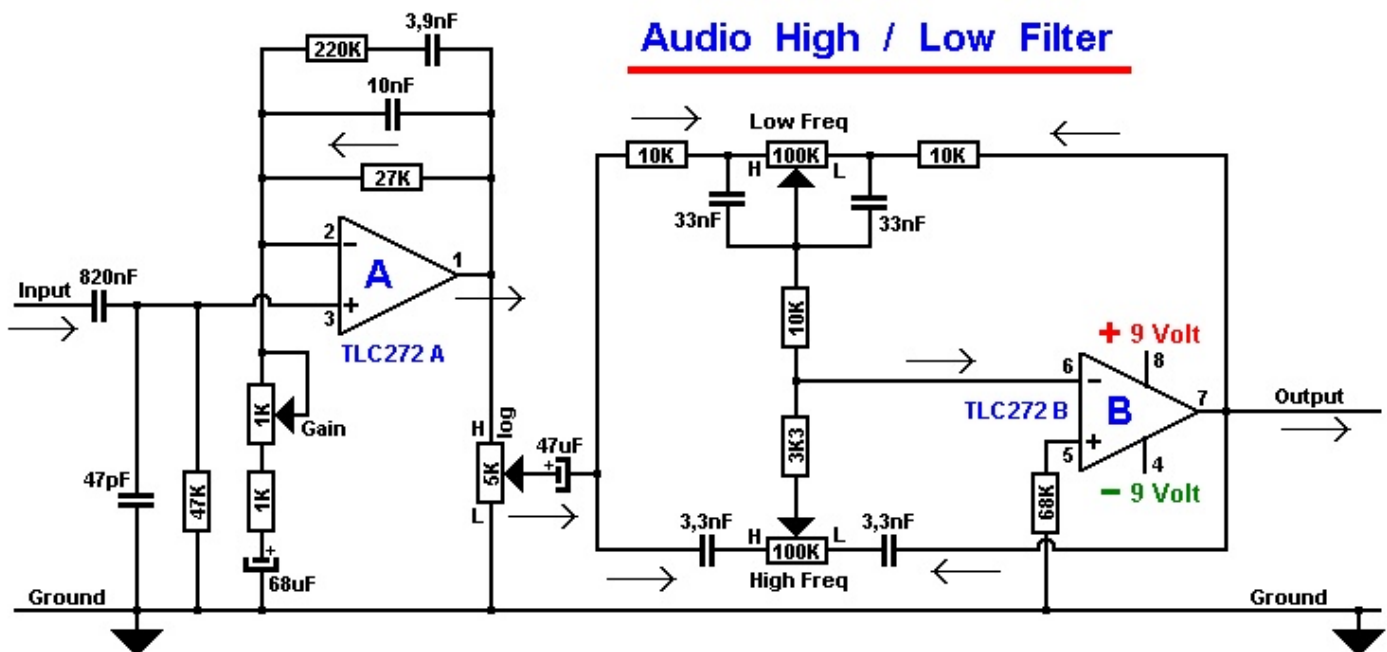 Audio High / Low Filter
3,9nF
220K
10nF
27K
Low Freq
10K
100K
10K
H
L
33nF
33nF
2
−
A
1
+
3
TLC272 A
820nF
Input
10K
+ 9 Volt
8
6
−
TLC272 B
B
7
Output
+
5
4
− 9 Volt
1K
Gain
H
log
47uF
+
5K
L
3K3
68K
47pF
47K
1K
+
68uF
3,3nF
H
L
3,3nF
100K
High Freq
Ground
Ground